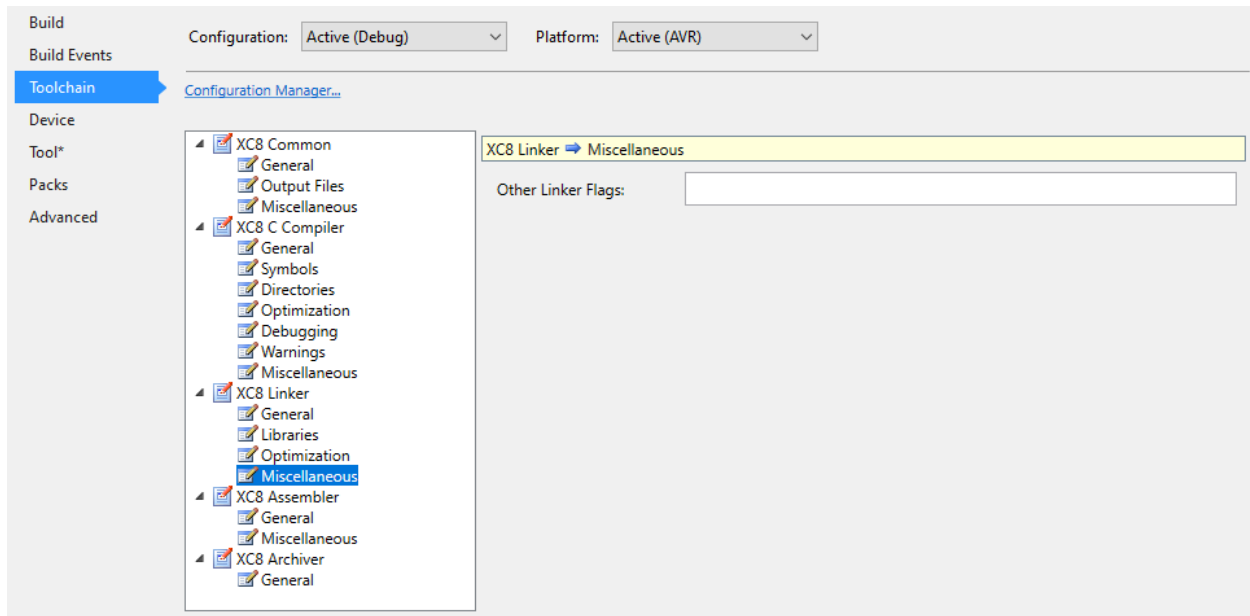 Build
Build Events
Toolchain
Device
Tool*
Packs
Advanced
Configuration: Active (Debug) Platform: Active (AVR)
Configuration Manager...
XC8 Common
General
Output Files
Miscellaneous
XC8 C Compiler
General
Symbols
Directories
Optimization
Debugging
Warnings
Miscellaneous
XC8 Linker
General
Libraries
Optimization
Miscellaneous
XC8 Assembler
General
Miscellaneous
XC8 Archiver
General
XC8 Linker Miscellaneous
Other Linker Flags: